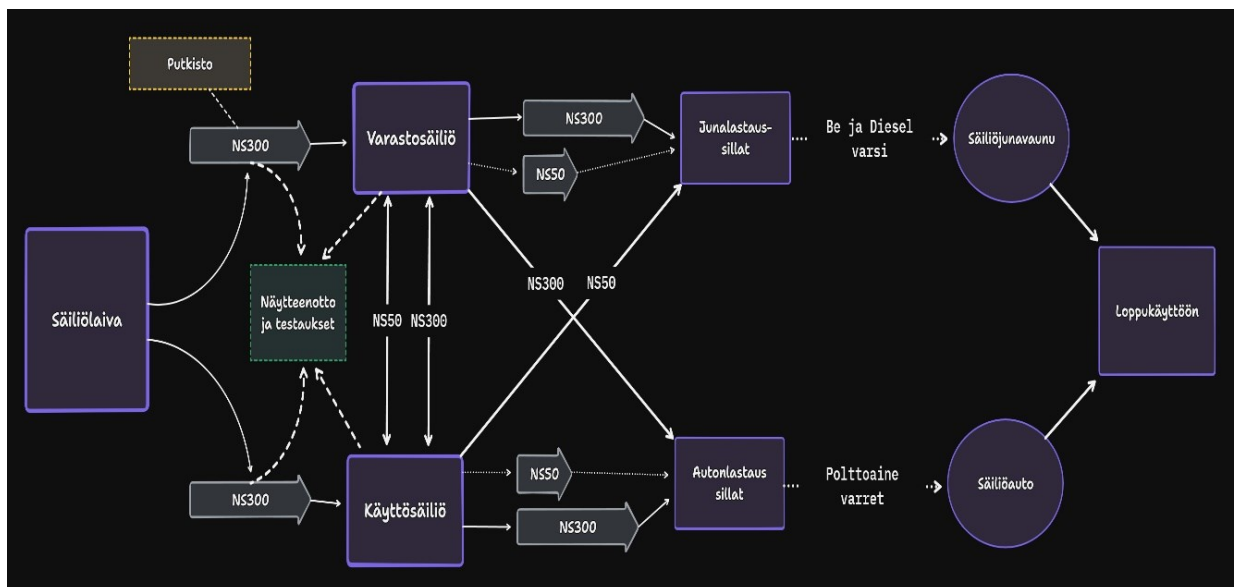 Putkisto
NS300
Varastosäiliö
NS300
NS50
Junalastaus-
sillat
Be ja Diesel
varsi
Säiliöjunavaunu
Säiliölaiva
Näytteenotto
ja testaukset
NS50
NS300
NS300
NS50
Loppukäyttöön
NS300
Käyttösäiliö
NS50
NS300
Autonlastaus
sillat
Polttoaine
varret
Säiliöauto